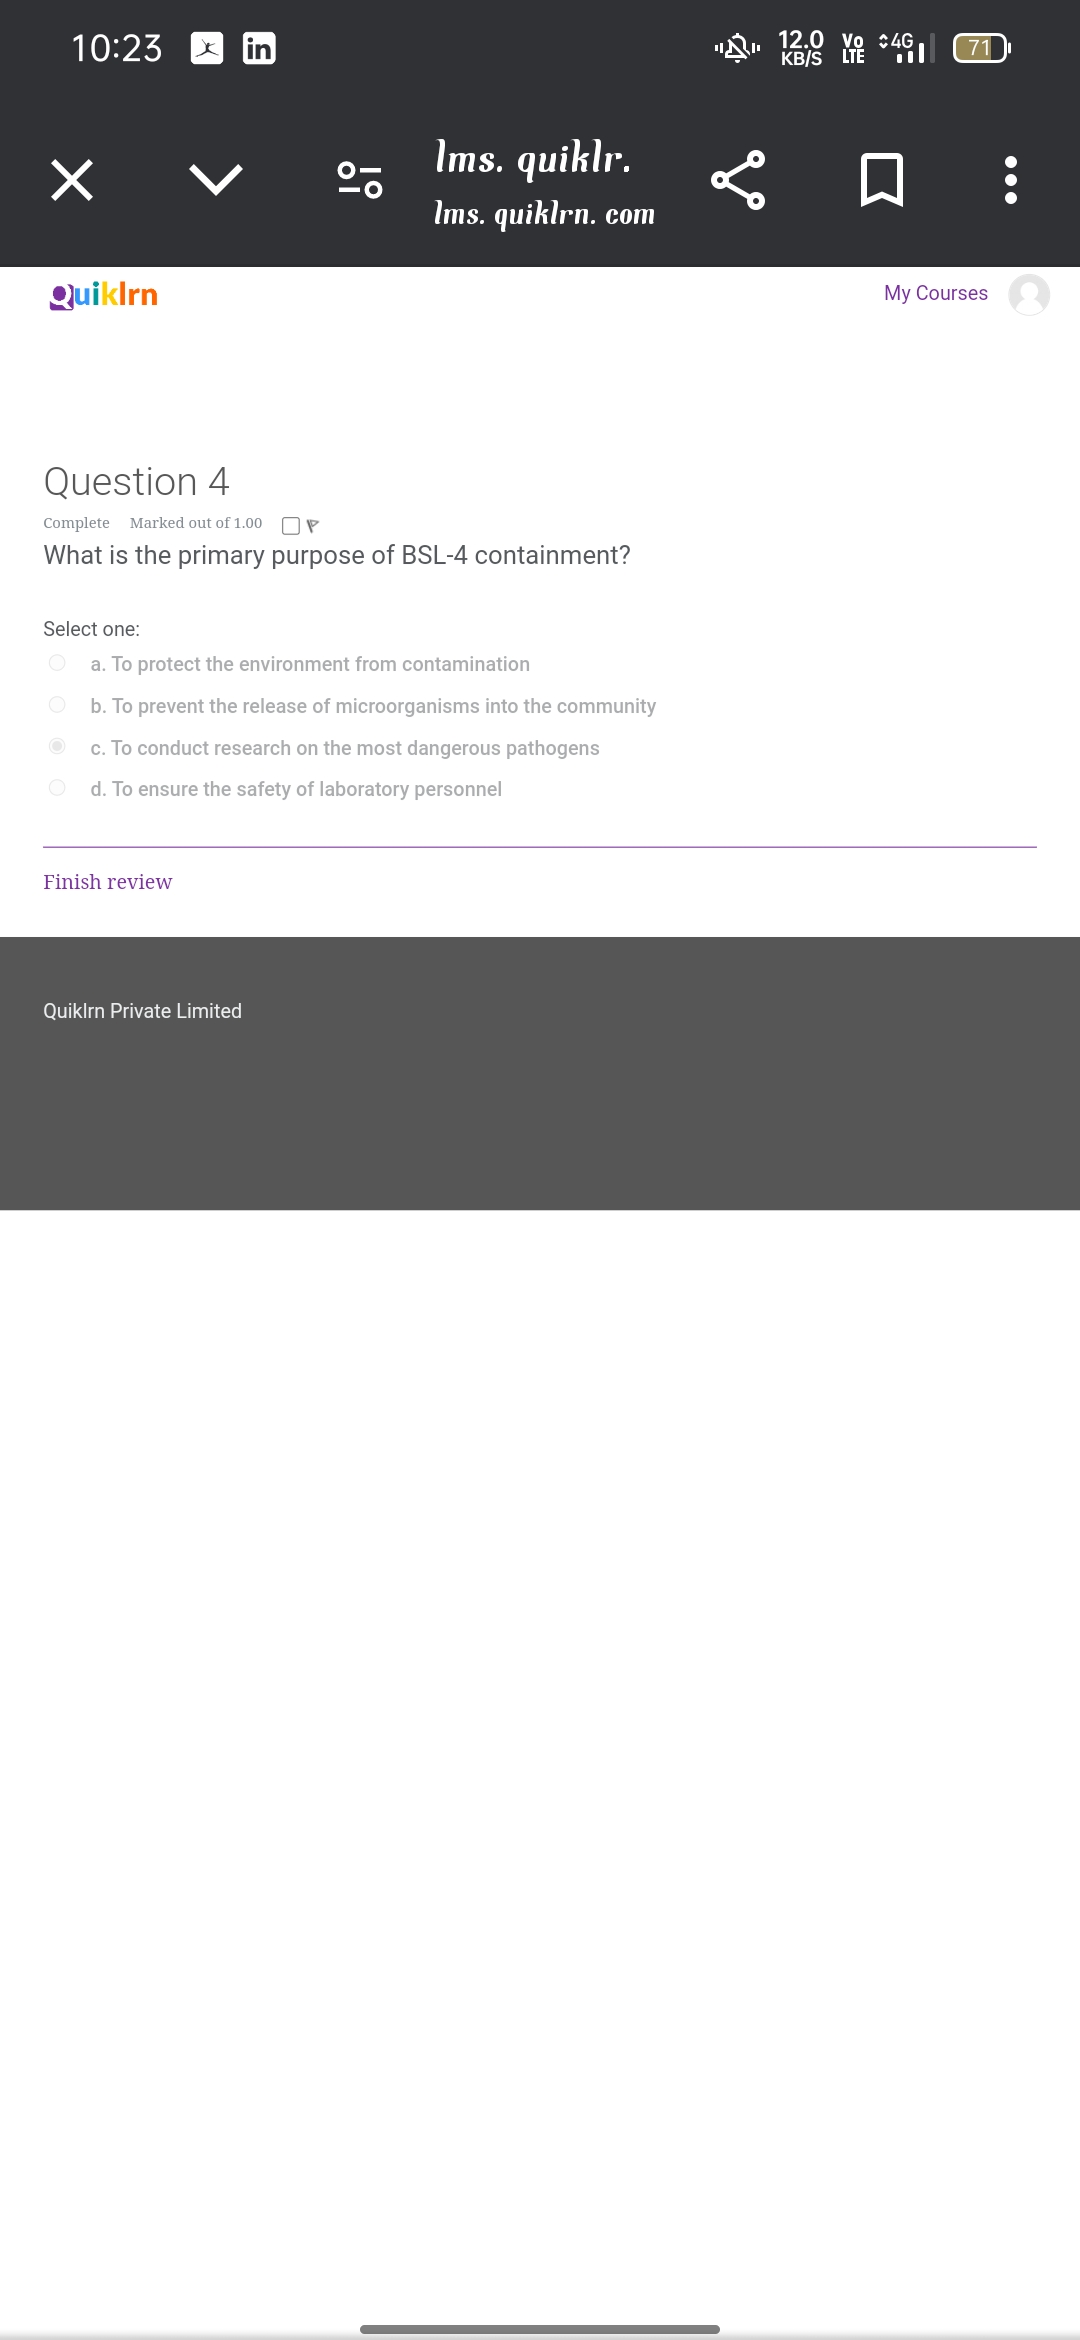 10:23 in 12.0 KB/S Vo LTE 4G 71
lms. quiklr.
lms. quiklrn. com
Quiklrn My Courses
Question 4
Complete Marked out of 1.00
What is the primary purpose of BSL-4 containment?
Select one:
a. To protect the environment from contamination
b. To prevent the release of microorganisms into the community
c. To conduct research on the most dangerous pathogens
d. To ensure the safety of laboratory personnel
Finish review
Quiklrn Private Limited